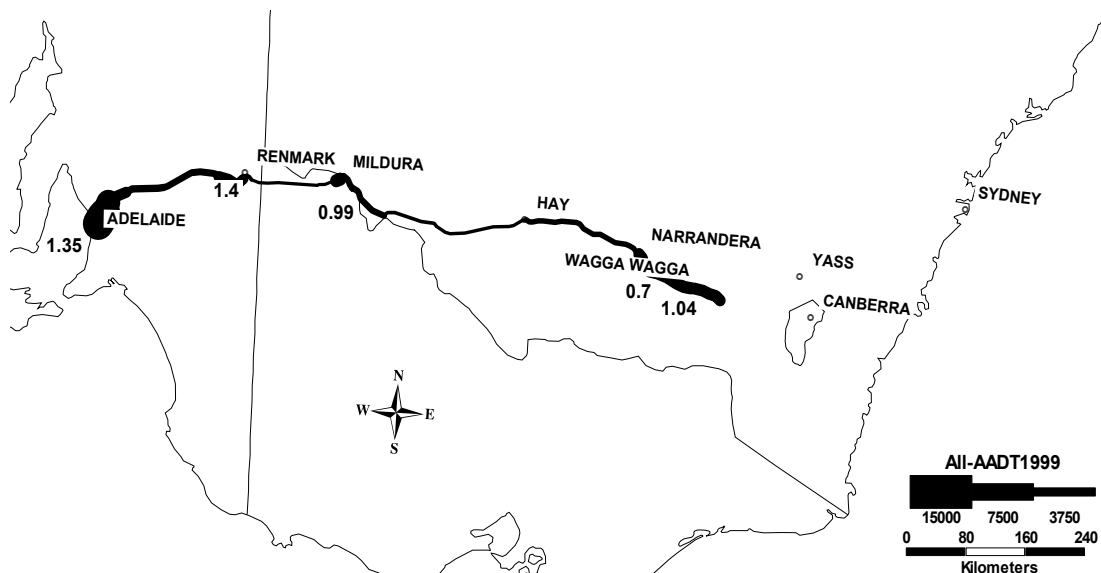 RENMARK
MILDURA
1.4
0.99
HAY
SYDNEY
ADELAIDE
1.35
NARRANDERA
WAGGA WAGGA
YASS
0.7
1.04
CANBERRA
N
W E
S
All-AADT1999
15000 7500 3750
0 80 160 240
Kilometers